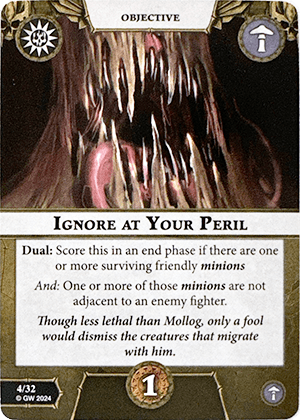 OBJECTIVE
IGNORE AT YOUR PERIL
Dual: Score this in an end phase if there are one
or more surviving friendly minions
And: One or more of those minions are not
adjacent to an enemy fighter.
Though less lethal than Mollog, only a fool
would dismiss the creatures that migrate
with him.
4/32
© GW 2024
1